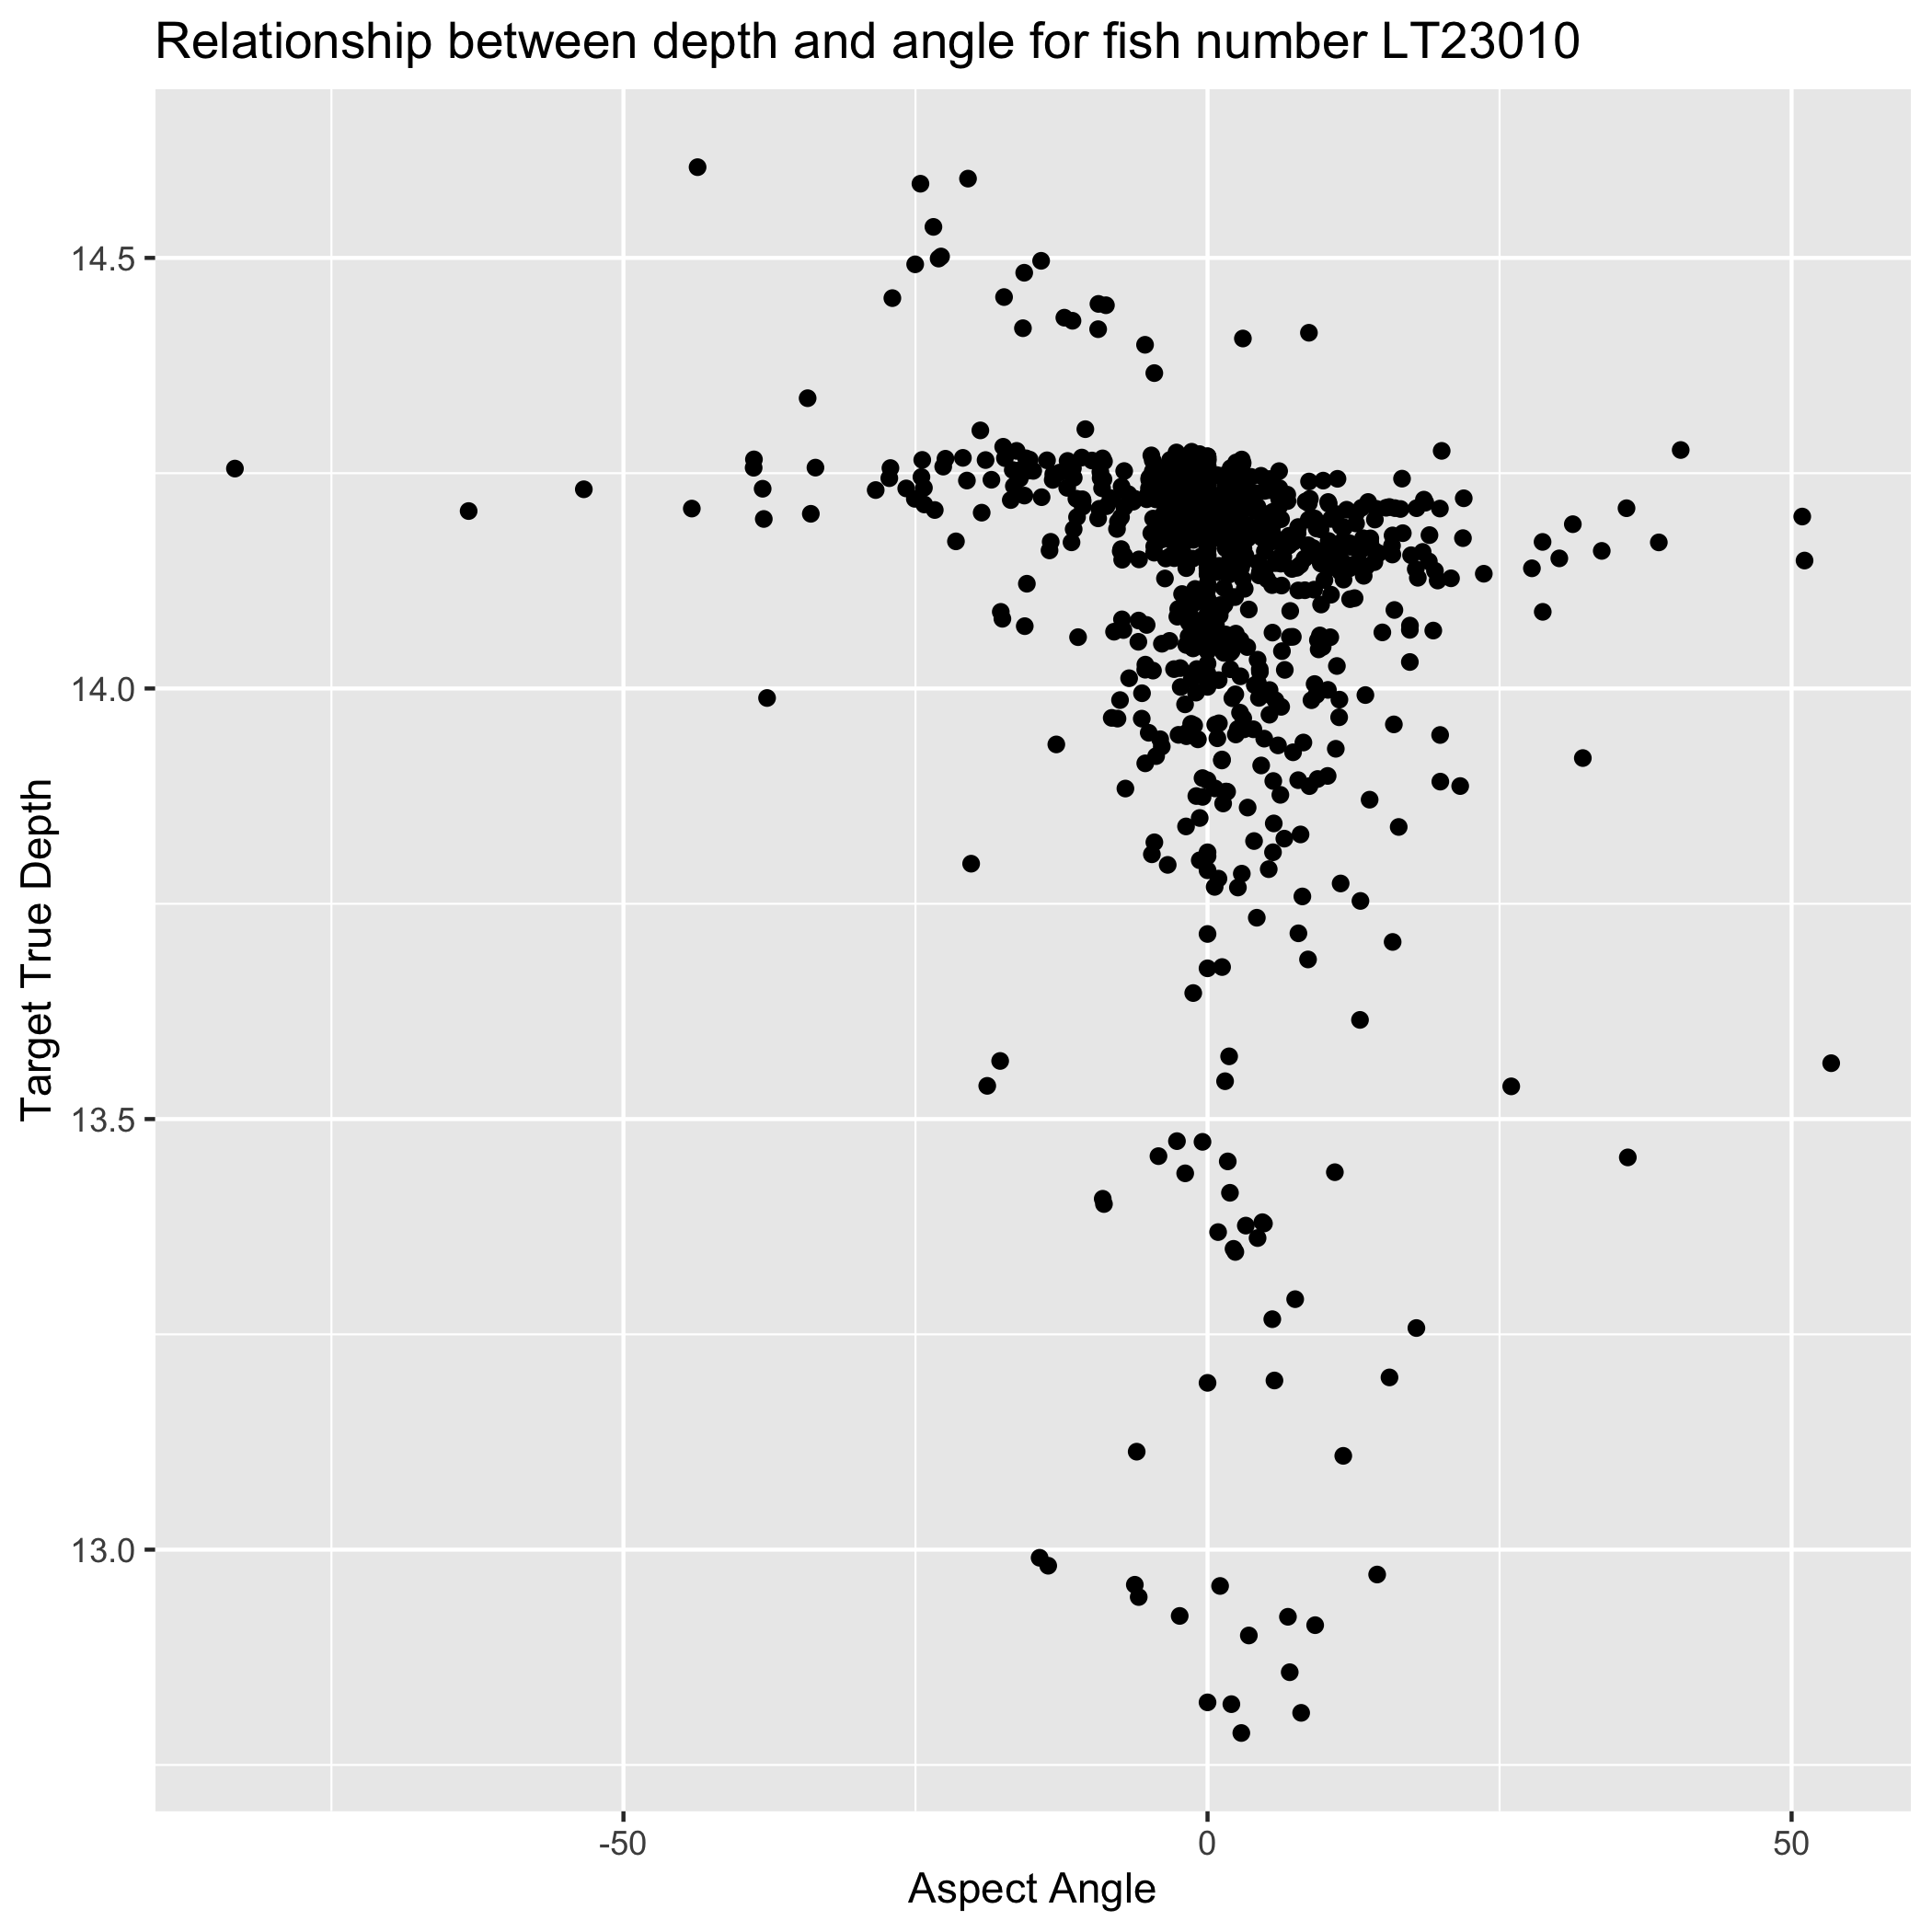 Relationship between depth and angle for fish number LT23010
Target True Depth
14.5
14.0
13.5
13.0
-50
0
50
Aspect Angle